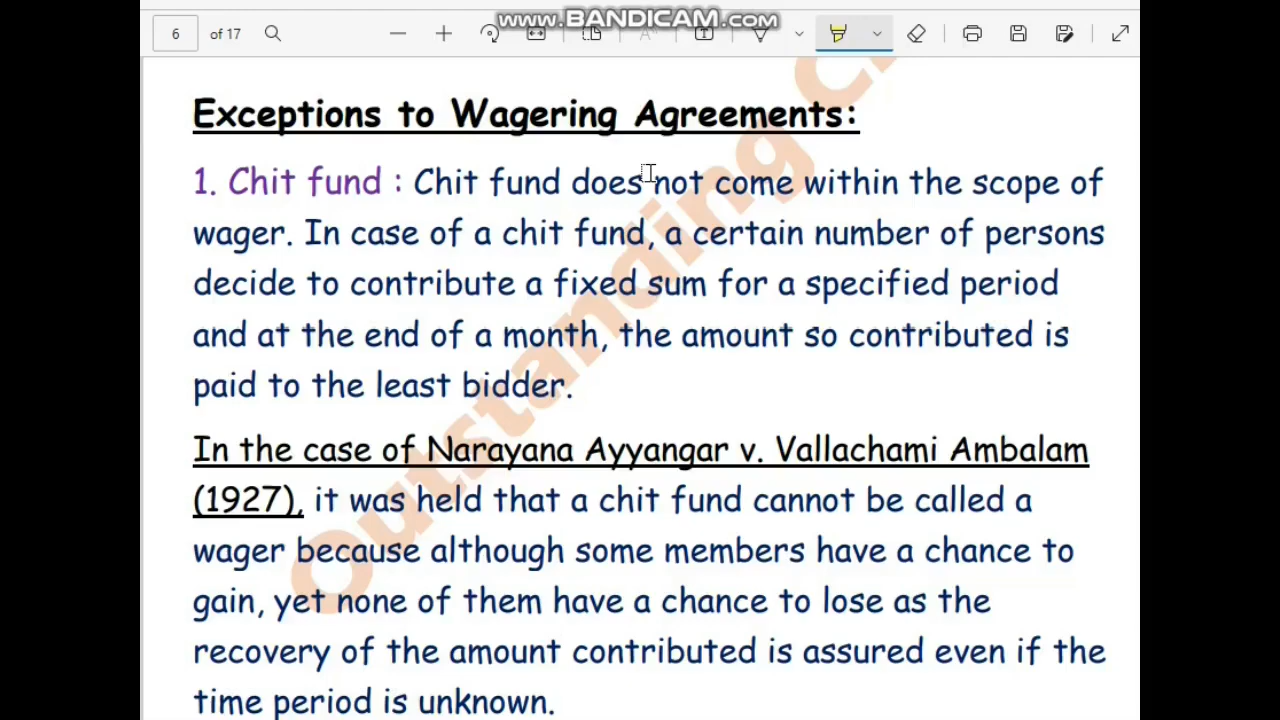 www.BANDICAM.com
6 of 17
Exceptions to Wagering Agreements:
1. Chit fund : Chit fund does not come within the scope of
wager. In case of a chit fund, a certain number of persons
decide to contribute a fixed sum for a specified period
and at the end of a month, the amount so contributed is
paid to the least bidder.
In the case of Narayana Ayyangar v. Vallachami Ambalam
(1927), it was held that a chit fund cannot be called a
wager because although some members have a chance to
gain, yet none of them have a chance to lose as the
recovery of the amount contributed is assured even if the
time period is unknown.
Outstanding